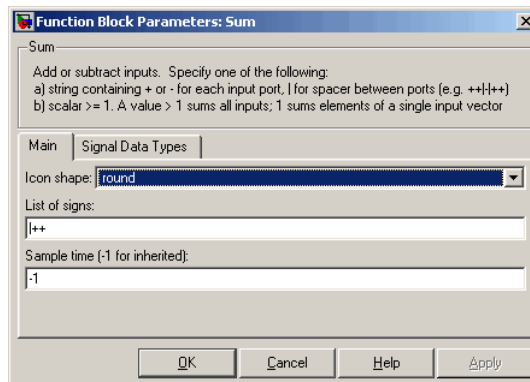 Function Block Parameters: Sum
Sum
Add or subtract inputs. Specify one of the following:
a) string containing + or - for each input port, | for spacer between ports (e.g. ++|-|++)
b) scalar >= 1. A value > 1 sums all inputs; 1 sums elements of a single input vector
Main Signal Data Types
Icon shape: round
List of signs:
|++
Sample time (-1 for inherited):
-1
OK Cancel Help Apply